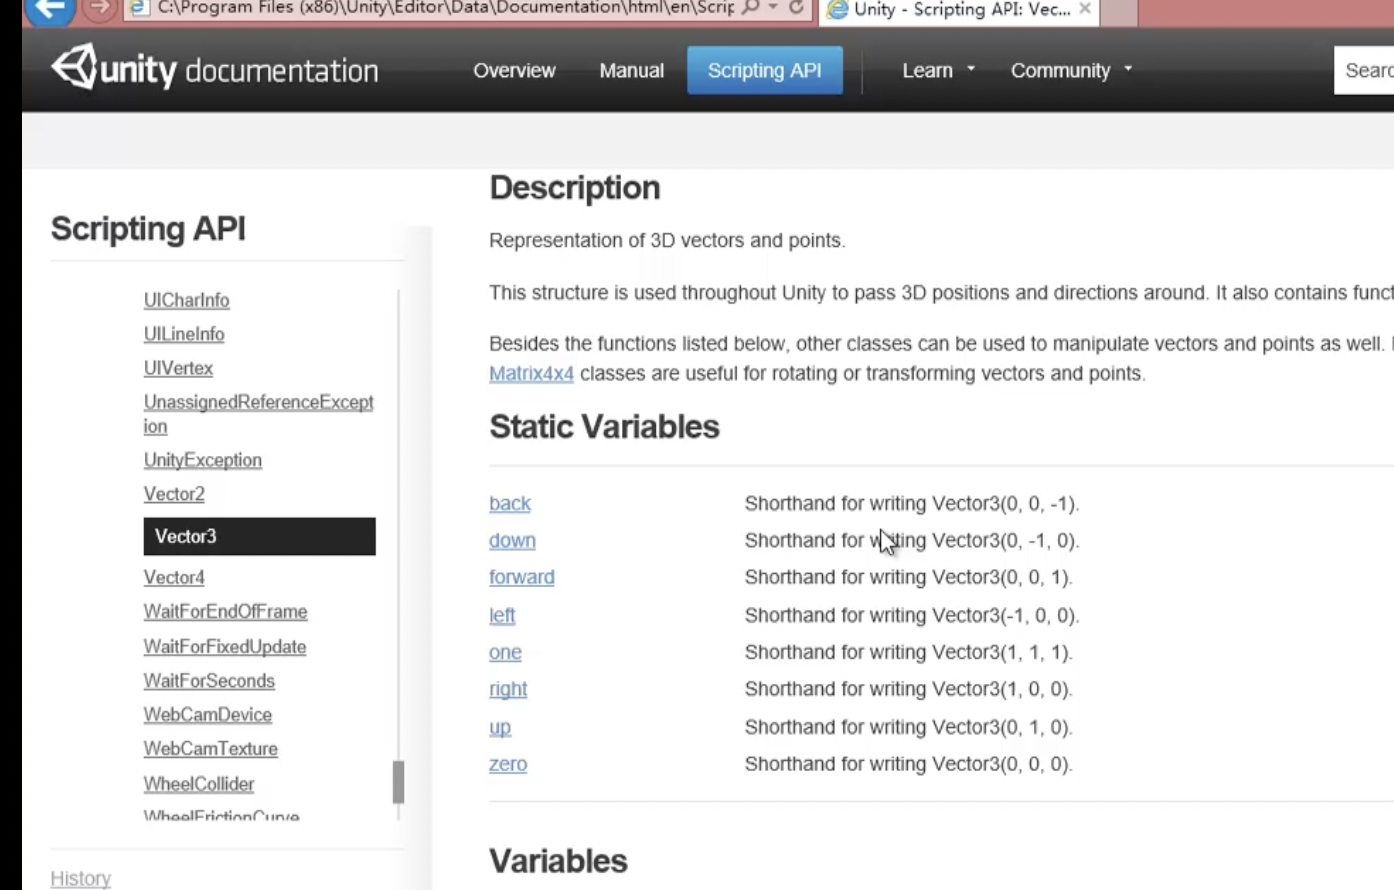 C:\Program Files (x86)\Unity\Editor\Data\Documentation\html\en\Scrip
Unity - Scripting API: Vec...
unity documentation
Overview
Manual
Scripting API
Learn
Community
Searc
Scripting API
UICharInfo
UILineInfo
UIVertex
UnassignedReferenceExcept
ion
UnityException
Vector2
Vector3
Vector4
WaitForEndOfFrame
WaitForFixedUpdate
WaitForSeconds
WebCamDevice
WebCamTexture
WheelCollider
WheelFrictionCurve
History
Description
Representation of 3D vectors and points.
This structure is used throughout Unity to pass 3D positions and directions around. It also contains funct
Besides the functions listed below, other classes can be used to manipulate vectors and points as well.
Matrix4x4 classes are useful for rotating or transforming vectors and points.
Static Variables
back Shorthand for writing Vector3(0, 0, -1).
down Shorthand for writing Vector3(0, -1, 0).
forward Shorthand for writing Vector3(0, 0, 1).
left Shorthand for writing Vector3(-1, 0, 0).
one Shorthand for writing Vector3(1, 1, 1).
right Shorthand for writing Vector3(1, 0, 0).
up Shorthand for writing Vector3(0, 1, 0).
zero Shorthand for writing Vector3(0, 0, 0).
Variables